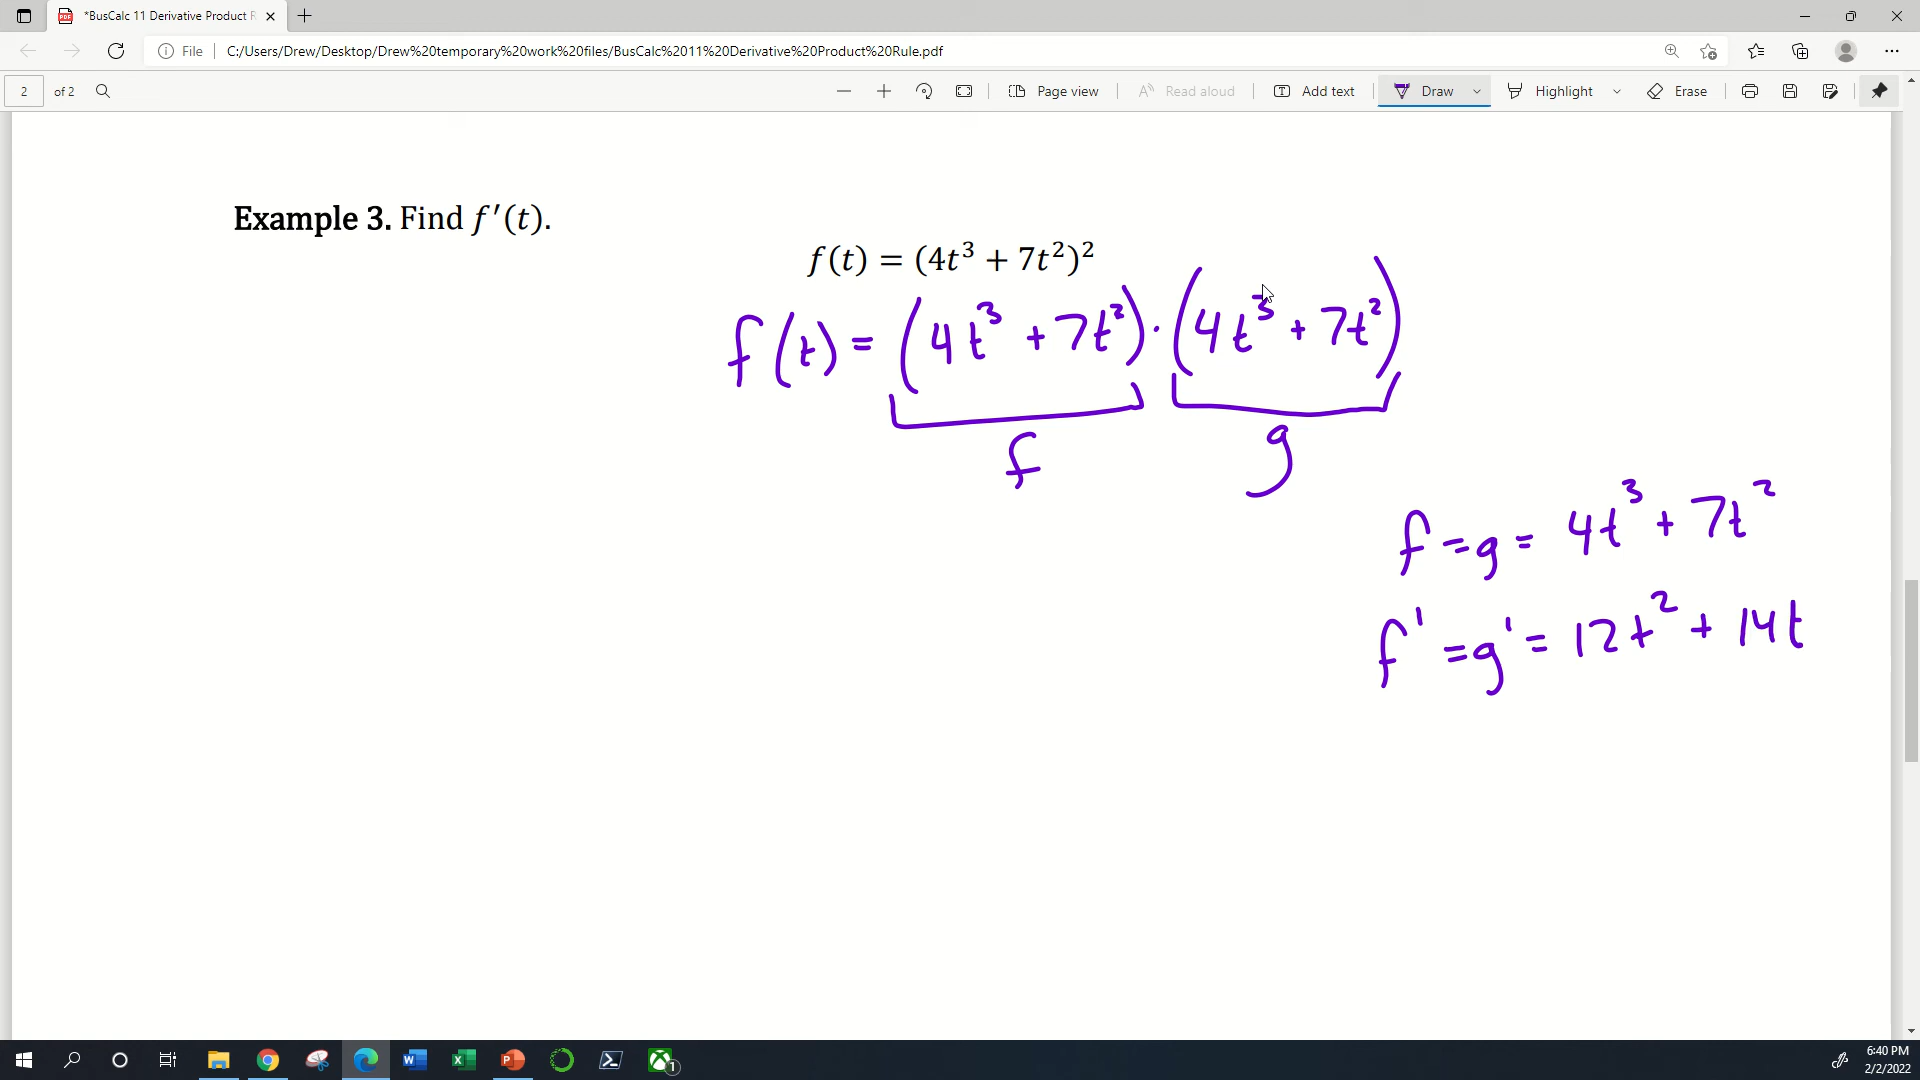 *BusCalc 11 Derivative Product R
File
C:/Users/Drew/Desktop/Drew%20temporary%20work%20files/BusCalc%2011%20Derivative%20Product%20Rule.pdf
2 of 2 Page view Read aloud Add text Draw Highlight Erase
Example 3. Find f′(t).
f(t) = (4t³ + 7t²)²
f(t) = (4t³ + 7t²) · (4t³ + 7t²)
f g
f = g = 4t³ + 7t²
f' = g' = 12t² + 14t
6:40 PM
2/2/2022
1